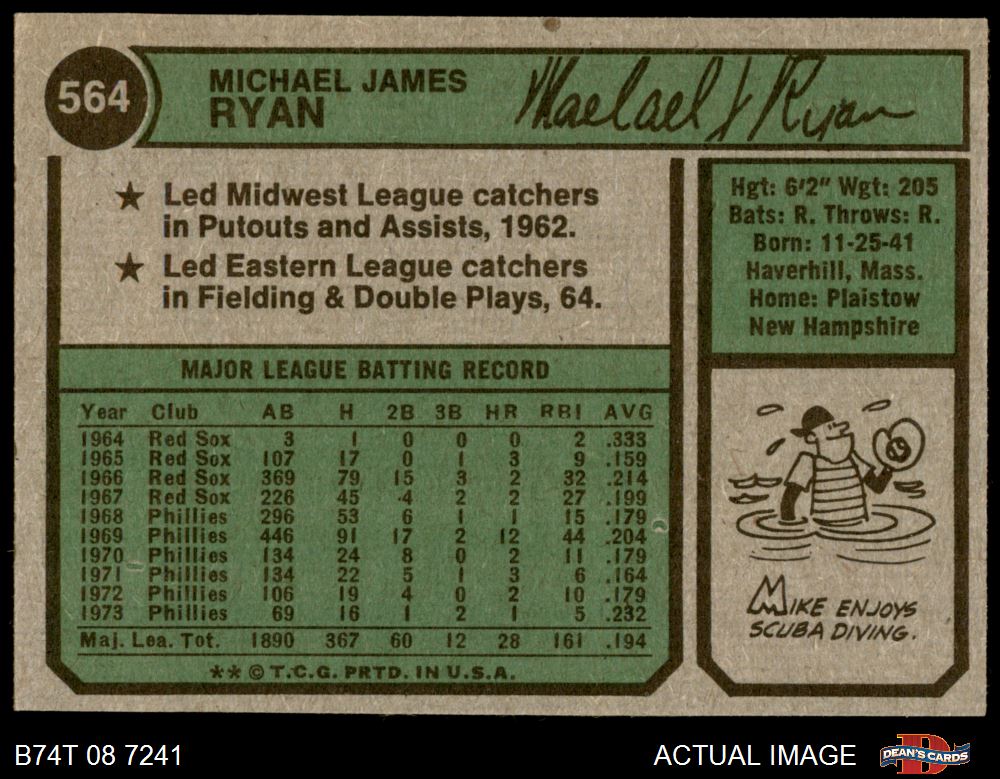 564
MICHAEL JAMES
RYAN
Michael J Ryan
★ Led Midwest League catchers
in Putouts and Assists, 1962.
★ Led Eastern League catchers
in Fielding & Double Plays, 64.
Hgt: 6'2" Wgt: 205
Bats: R. Throws: R.
Born: 11-25-41
Haverhill, Mass.
Home: Plaistow
New Hampshire
MAJOR LEAGUE BATTING RECORD
Year Club AB H 2B 3B HR RBI AVG
1964 Red Sox 3 1 0 0 0 2 .333
1965 Red Sox 107 17 0 1 3 9 .159
1966 Red Sox 369 79 15 3 2 32 .214
1967 Red Sox 226 45 4 2 2 27 .199
1968 Phillies 296 53 6 1 1 15 .179
1969 Phillies 446 91 17 2 12 44 .204
1970 Phillies 134 24 8 0 2 11 .179
1971 Phillies 134 22 5 1 3 6 .164
1972 Phillies 106 19 4 0 2 10 .179
1973 Phillies 69 16 1 2 1 5 .232
Maj. Lea. Tot. 1890 367 60 12 28 161 .194
** © T.C.G. PRTD. IN U.S.A.
MIKE ENJOYS
SCUBA DIVING.
B74T 08 7241
ACTUAL IMAGE
DEAN'S CARDS